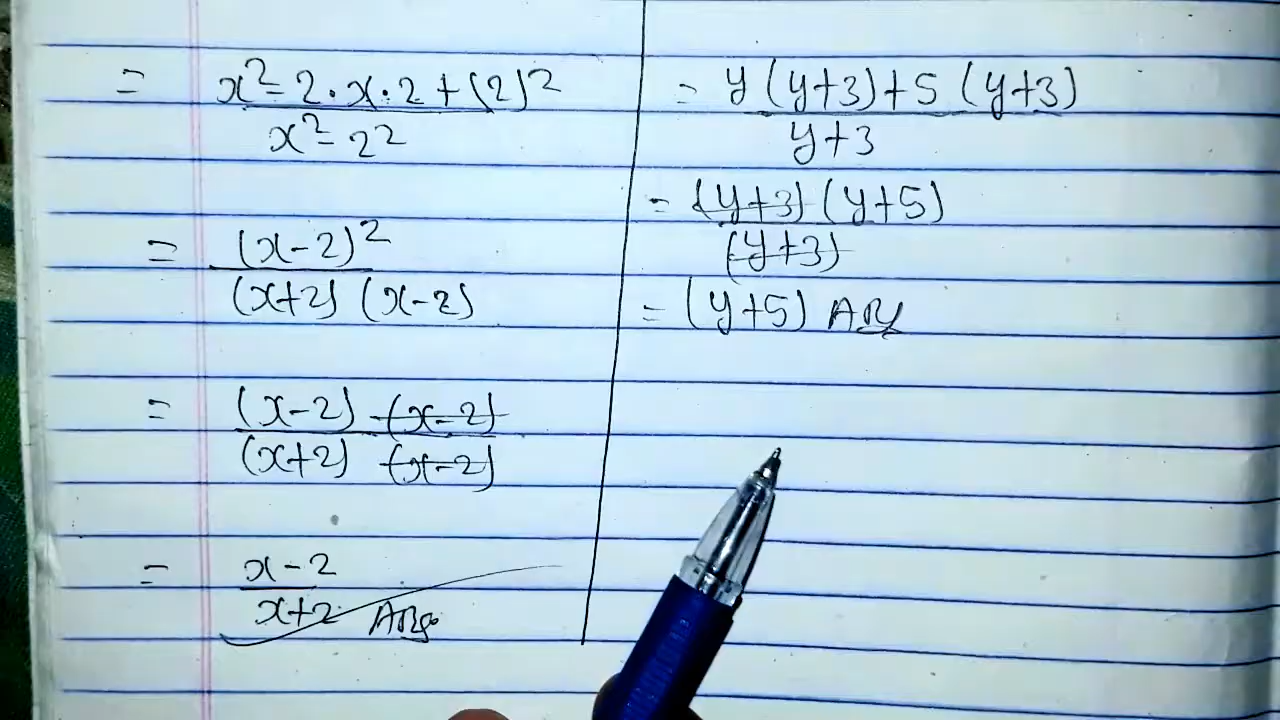 = x² - 2·x·2 + (2)²
x² - 2²
= (x-2)²
(x+2) (x-2)
= (x-2) (x-2)
(x+2) (x-2)
= x-2
x+2 Ans
= y(y+3)+5(y+3)
y+3
= (y+3)(y+5)
(y+3)
= (y+5) Ans